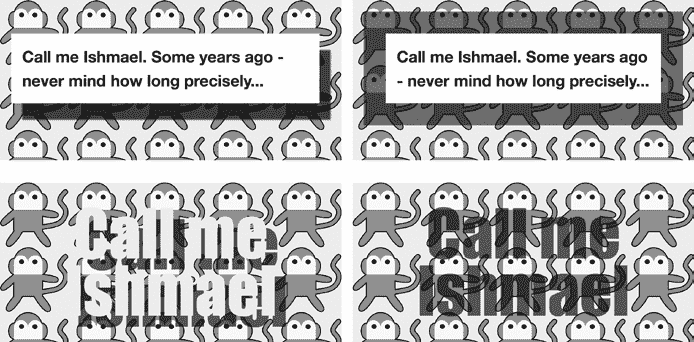 Call me Ishmael. Some years ago -
never mind how long precisely...
Call me Ishmael. Some years ago
- never mind how long precisely...
Call me
Ishmael
Call me
Ishmael